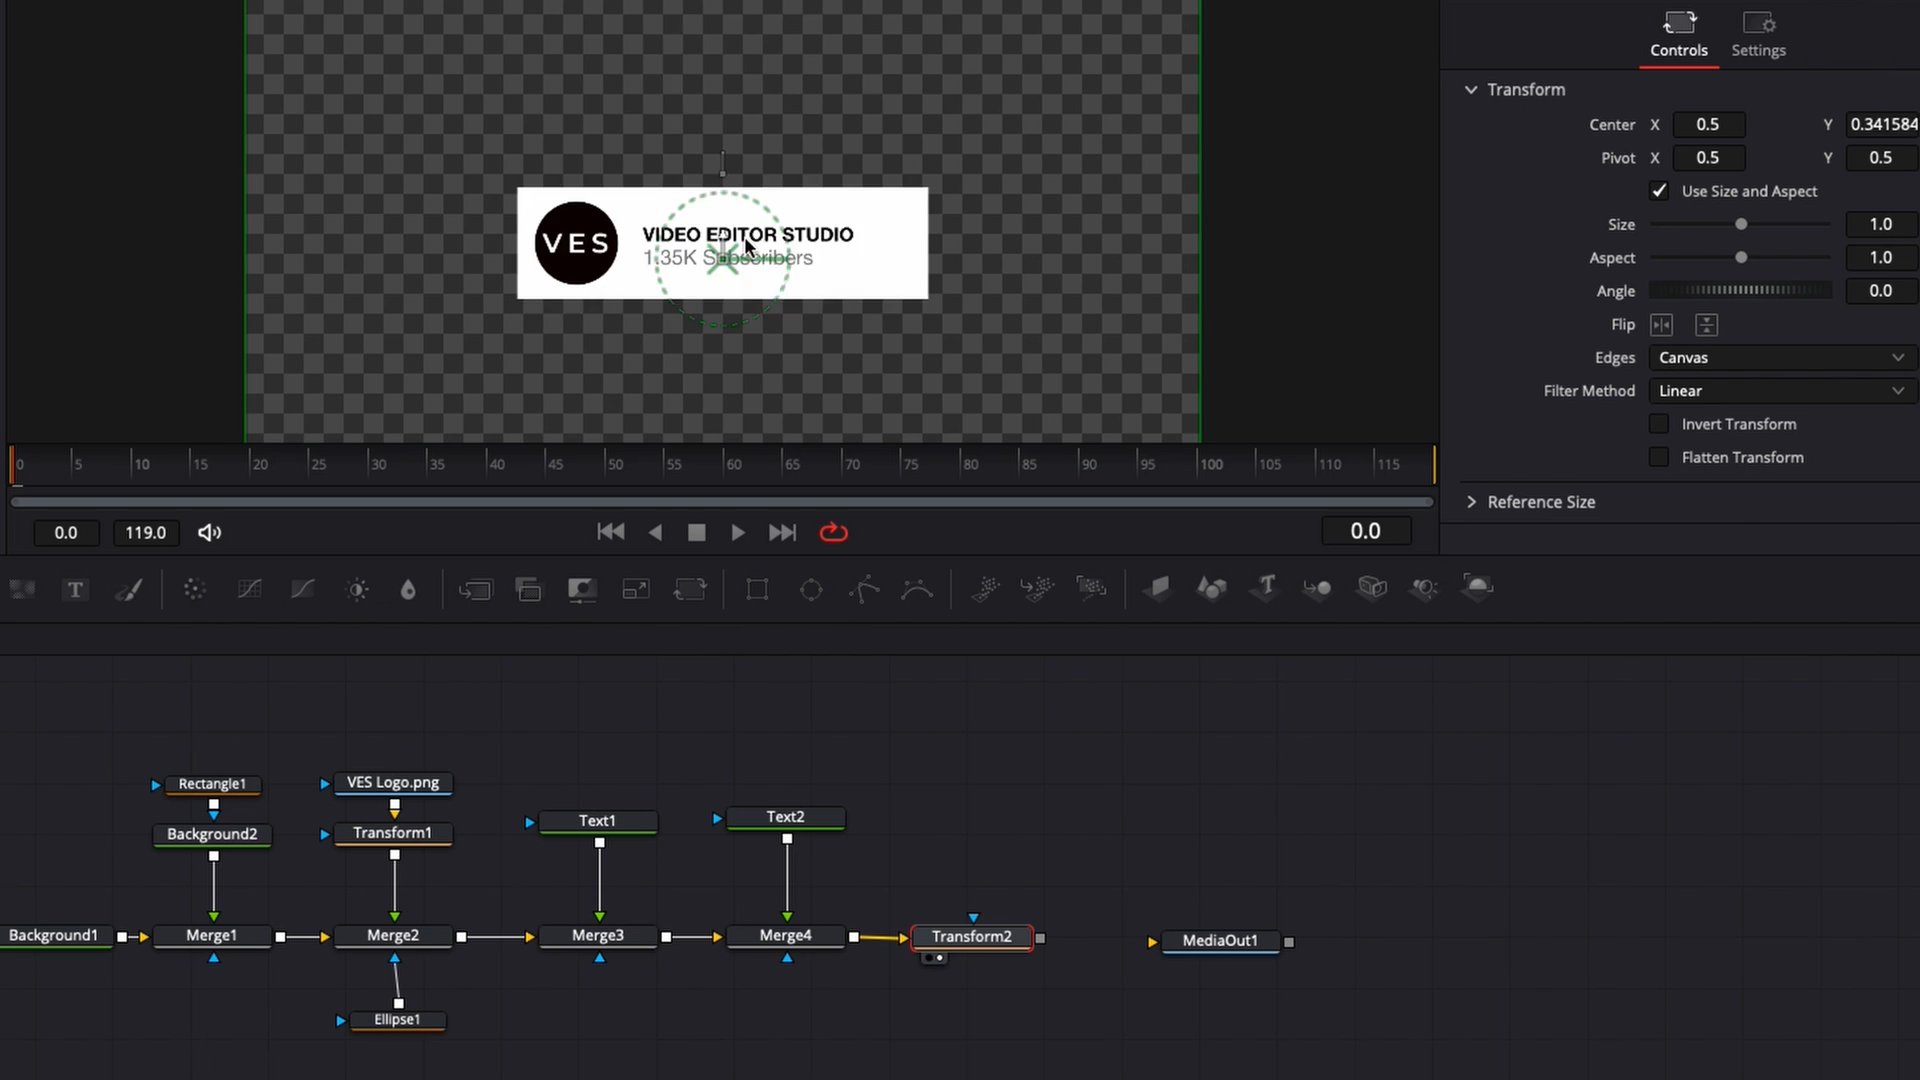 Controls
Settings
Transform
Center X 0.5 Y 0.341584
Pivot X 0.5 Y 0.5
Use Size and Aspect
Size 1.0
Aspect 1.0
Angle 0.0
Flip
Edges Canvas
Filter Method Linear
Invert Transform
Flatten Transform
Reference Size
VES
VIDEO EDITOR STUDIO
1.35K Subscribers
0 5 10 15 20 25 30 35 40 45 50 55 60 65 70 75 80 85 90 95 100 105 110 115
0.0 119.0 0.0
T
T
Rectangle1
VES Logo.png
Background2
Transform1
Text1
Text2
Background1
Merge1
Merge2
Merge3
Merge4
Transform2
MediaOut1
Ellipse1